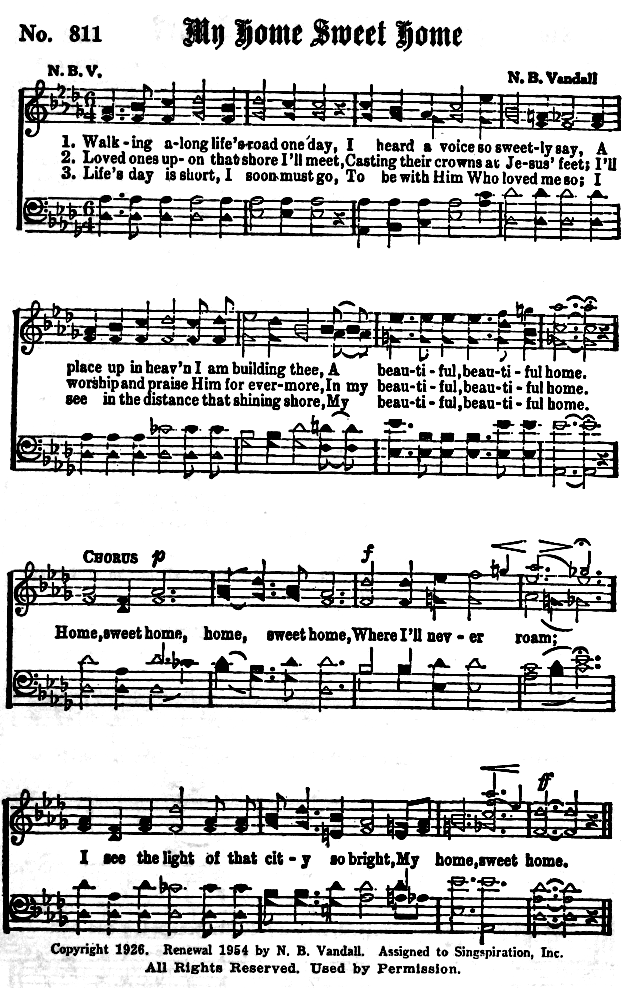 No. 811 My Home Sweet Home
N. B. V. N. B. Vandall
1. Walk - ing a-long life's road one day, I heard a voice so sweet-ly say, A
2. Loved ones up - on that shore I'll meet, Casting their crowns at Je-sus' feet; I'll
3. Life's day is short, I soon must go, To be with Him Who loved me so; I
place up in heav'n I am building thee, A beau-ti - ful, beau-ti - ful home.
worship and praise Him for ever-more, In my beau-ti - ful, beau-ti - ful home.
see in the distance that shining shore, My beau-ti - ful, beau-ti - ful home.
CHORUS p f
Home, sweet home, home, sweet home, Where I'll nev - er roam;
ff
I see the light of that cit - y so bright, My home, sweet home.
Copyright 1926. Renewal 1954 by N. B. Vandall. Assigned to Singspiration, Inc.
All Rights Reserved. Used by Permission.